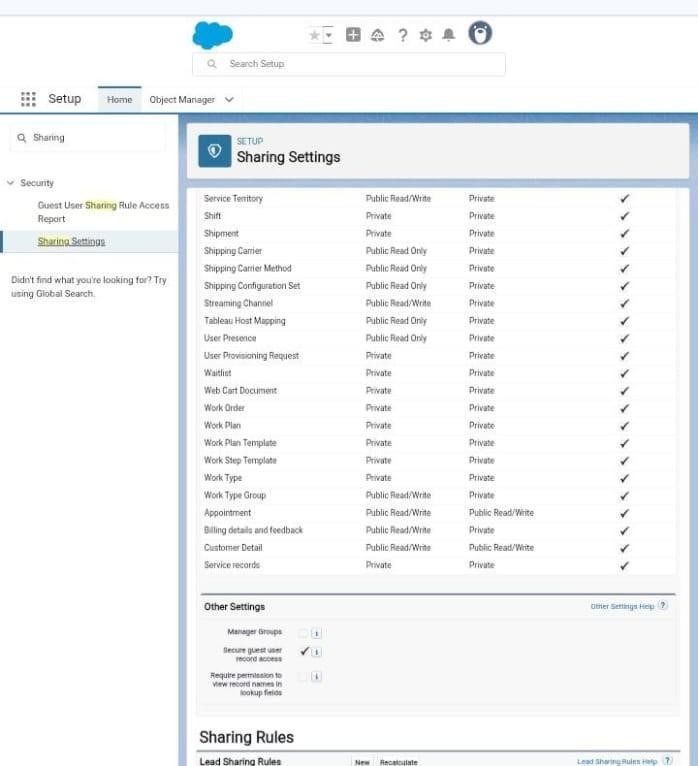 Search Setup
Setup
Home
Object Manager
Sharing
Security
Guest User Sharing Rule Access
Report
Sharing Settings
Didn't find what you're looking for? Try
using Global Search.
SETUP
Sharing Settings
Service Territory Public Read/Write Private
Shift Private Private
Shipment Private Private
Shipping Carrier Public Read Only Private
Shipping Carrier Method Public Read Only Private
Shipping Configuration Set Public Read Only Private
Streaming Channel Public Read/Write Private
Tableau Host Mapping Public Read Only Private
User Presence Public Read Only Private
User Provisioning Request Private Private
Waitlist Private Private
Web Cart Document Private Private
Work Order Private Private
Work Plan Private Private
Work Plan Template Private Private
Work Step Template Private Private
Work Type Private Private
Work Type Group Public Read/Write Private
Appointment Public Read/Write Public Read/Write
Billing details and feedback Public Read/Write Private
Customer Detail Public Read/Write Public Read/Write
Service records Private Private
Other Settings Other Settings Help ?
Manager Groups i
Secure guest user
record access i
Require permission to
view record names in
lookup fields i
Sharing Rules
Lead Sharing Rules New Recalculate Lead Sharing Rules Help ?